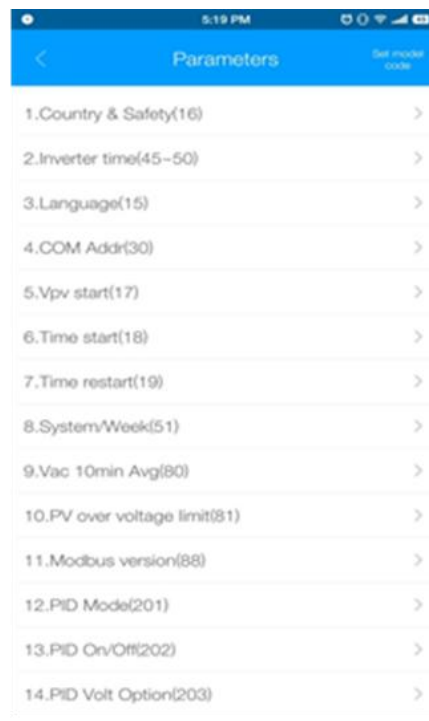 5:19 PM
Parameters
Set model
code
1.Country & Safety(16)
2.Inverter time(45-50)
3.Language(15)
4.COM Addr(30)
5.Vpv start(17)
6.Time start(18)
7.Time restart(19)
8.System/Week(51)
9.Vac 10min Avg(80)
10.PV over voltage limit(81)
11.Modbus version(88)
12.PID Mode(201)
13.PID On/Off(202)
14.PID Volt Option(203)